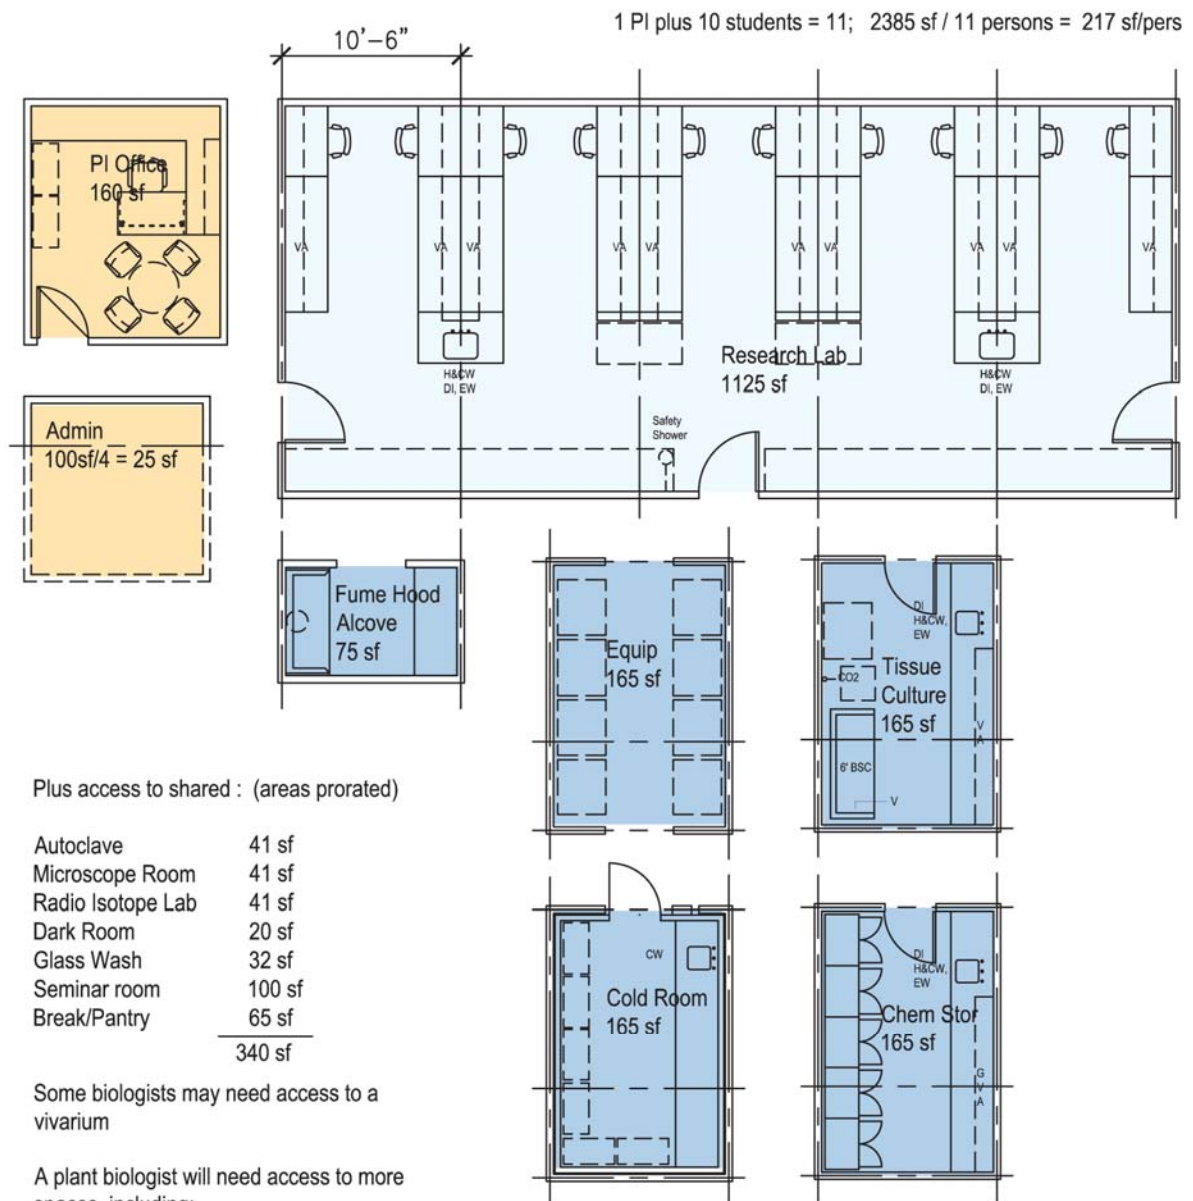 1 PI plus 10 students = 11; 2385 sf / 11 persons = 217 sf/pers
10'-6"
PI Office
160 sf
VA
VA VA
VA VA
VA VA
VA VA
VA
H&CW
DI, EW
Research Lab
1125 sf
H&CW
DI, EW
Safety
Shower
Admin
100sf/4 = 25 sf
Fume Hood
Alcove
75 sf
Equip
165 sf
DI
H&CW,
EW
CO2
Tissue
Culture
165 sf
V
A
6' BSC
V
Plus access to shared : (areas prorated)
Autoclave 41 sf
Microscope Room 41 sf
Radio Isotope Lab 41 sf
Dark Room 20 sf
Glass Wash 32 sf
Seminar room 100 sf
Break/Pantry 65 sf
340 sf
CW
Cold Room
165 sf
DI
H&CW,
EW
Chem Stor
165 sf
G
V
A
Some biologists may need access to a
vivarium
A plant biologist will need access to more
spaces, including: